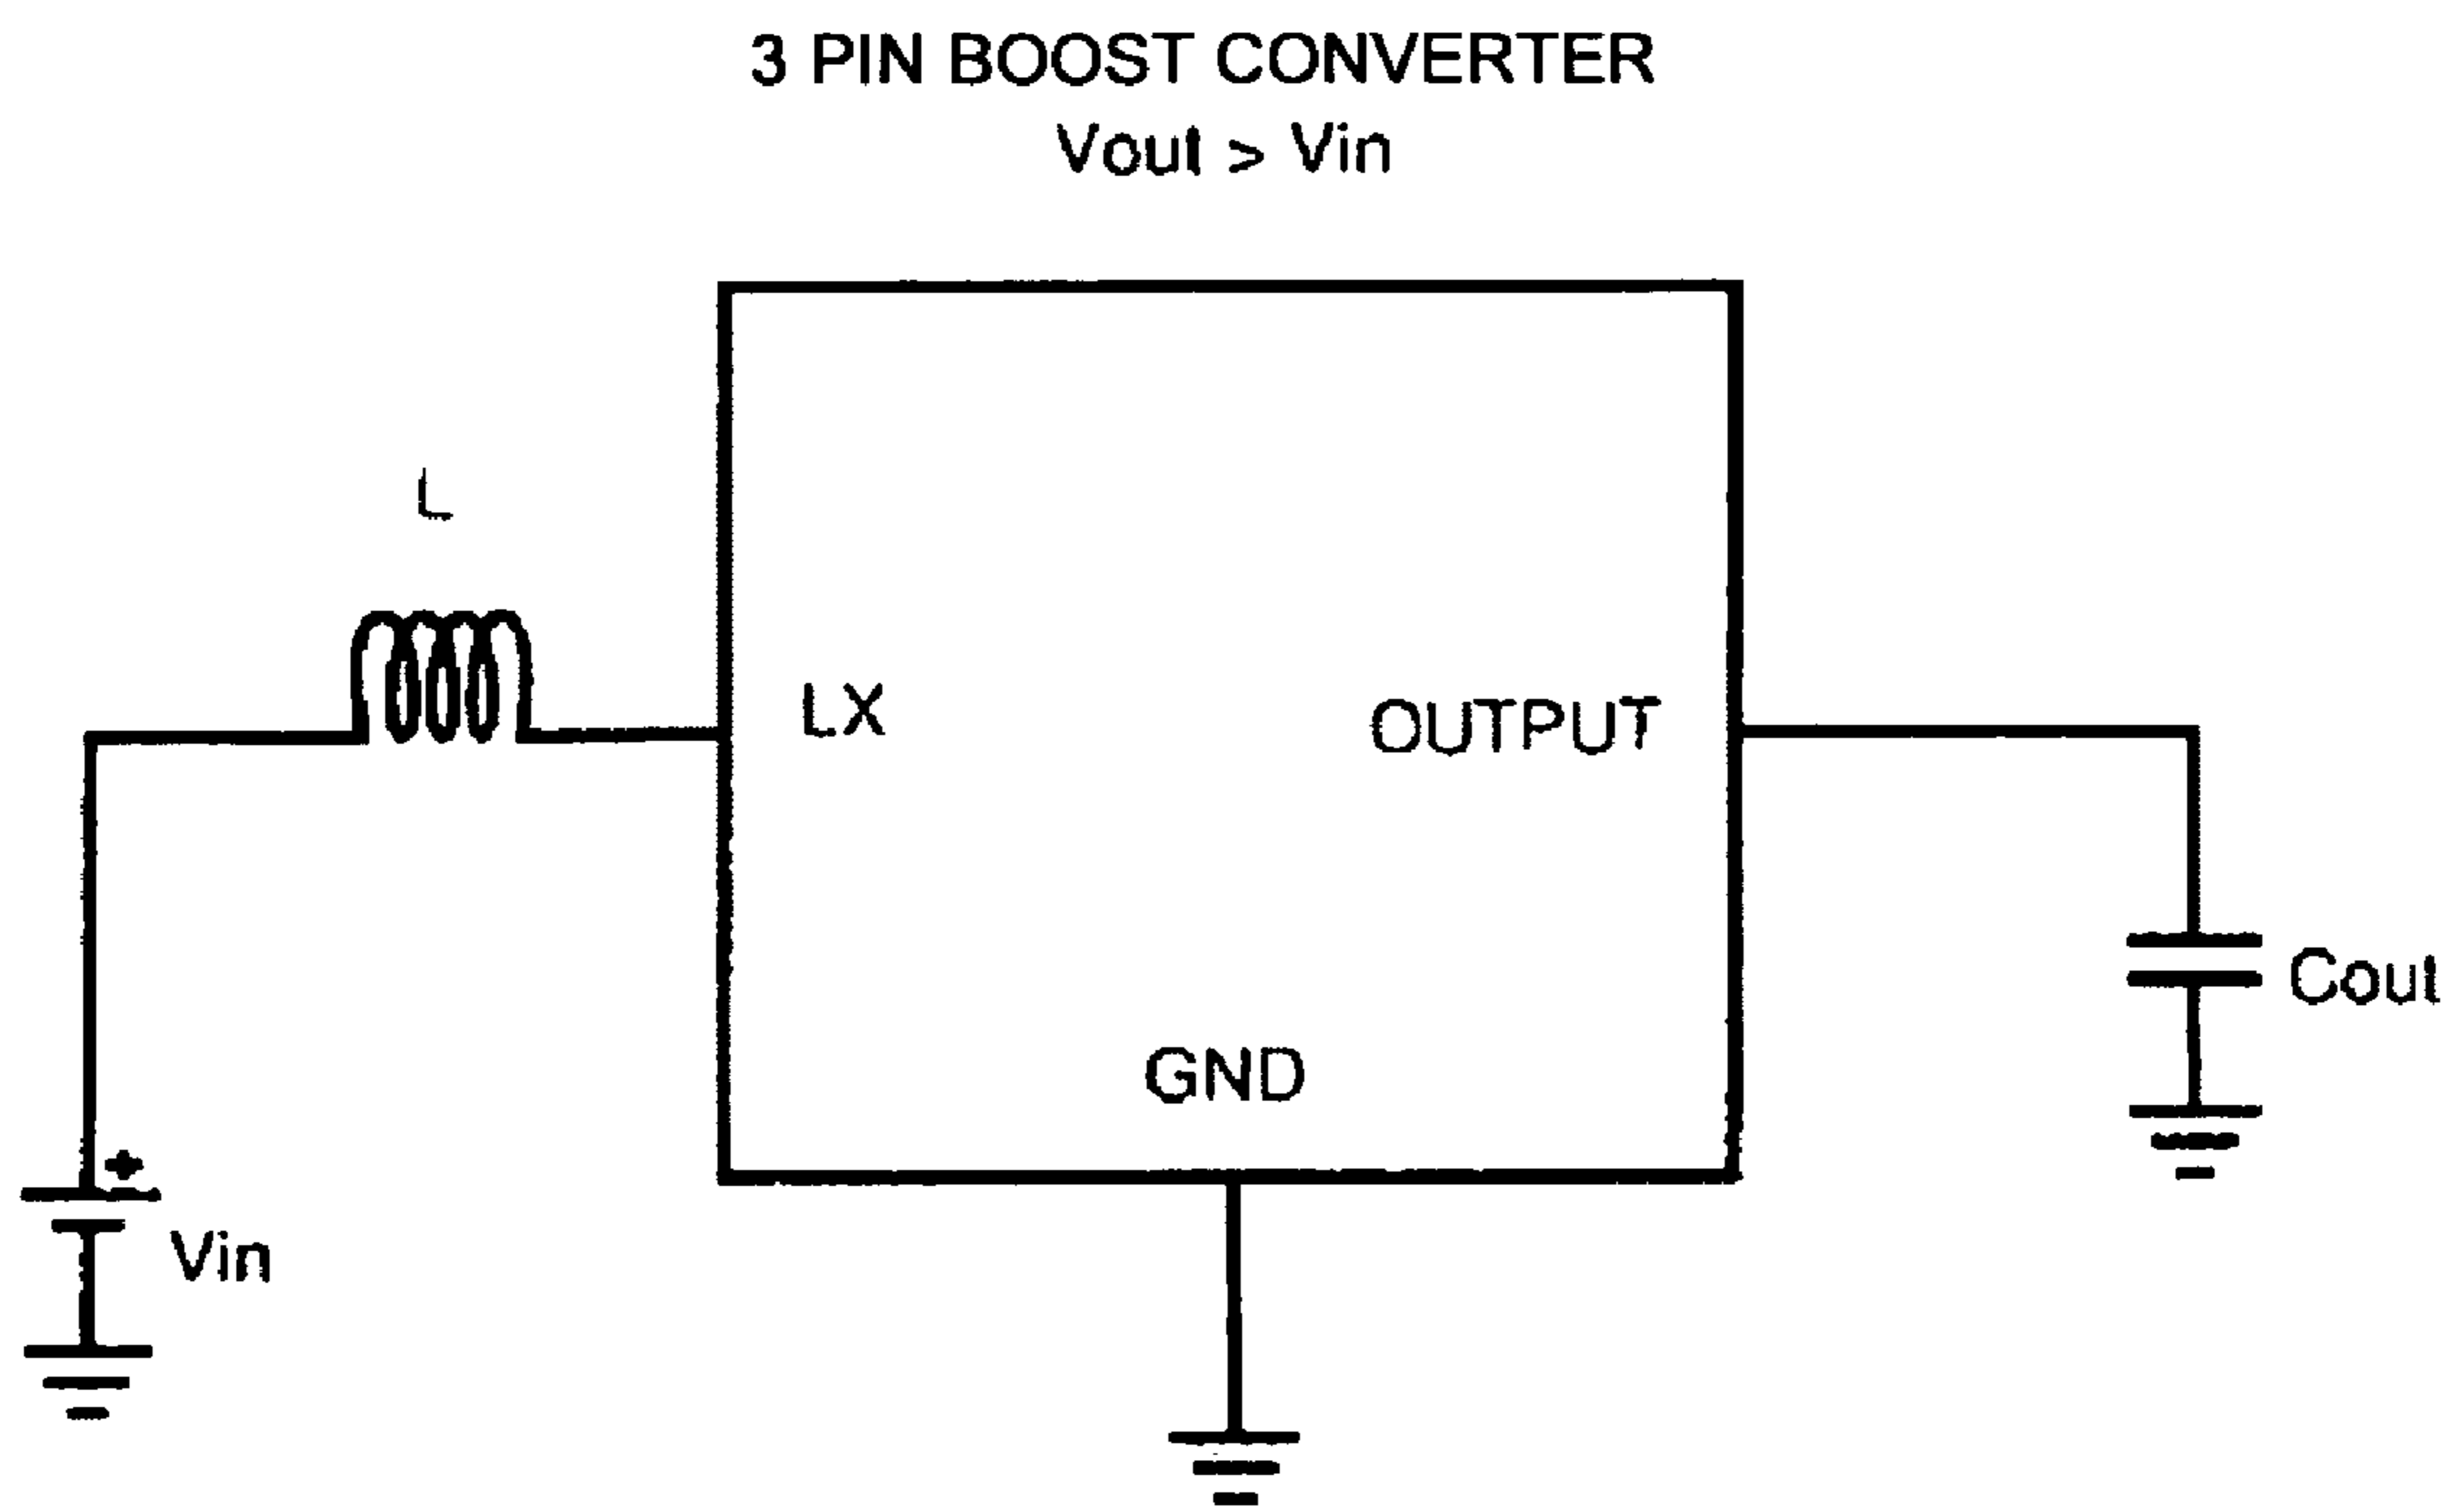 3 PIN BOOST CONVERTER
Vout > Vin
L
LX
OUTPUT
GND
Cout
+
Vin